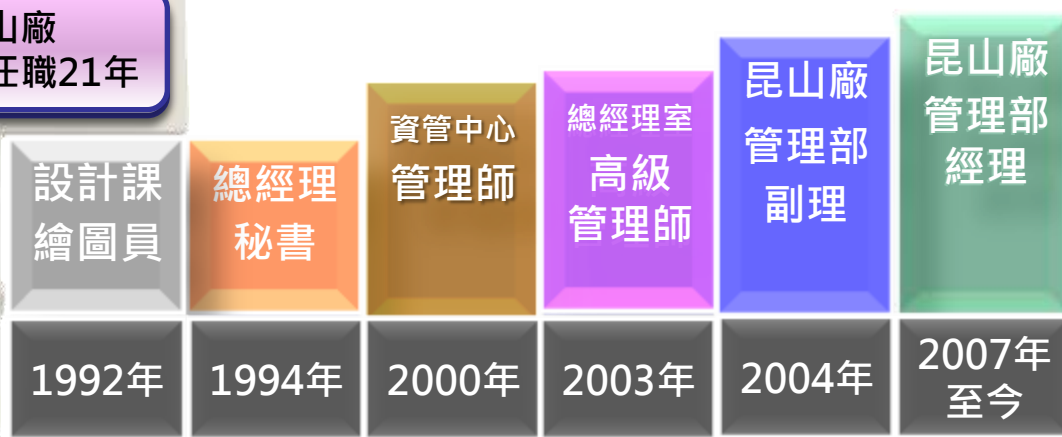 山廠
任職21年
設計課
繪圖員
總經理
秘書
資管中心
管理師
總經理室
高級
管理師
昆山廠
管理部
副理
昆山廠
管理部
經理
1992年
1994年
2000年
2003年
2004年
2007年
至今